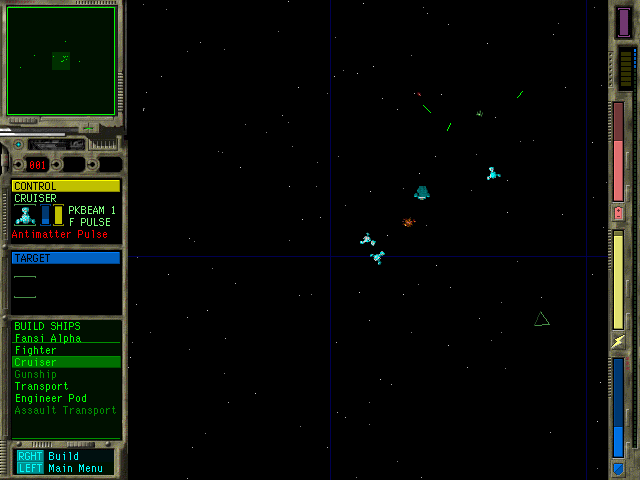 001
CONTROL
CRUISER
PKBEAM 1
F PULSE
Antimatter Pulse
TARGET
BUILD SHIPS
Fansi Alpha
Fighter
Cruiser
Gunship
Transport
Engineer Pod
Assault Transport
RGHT Build
LEFT Main Menu